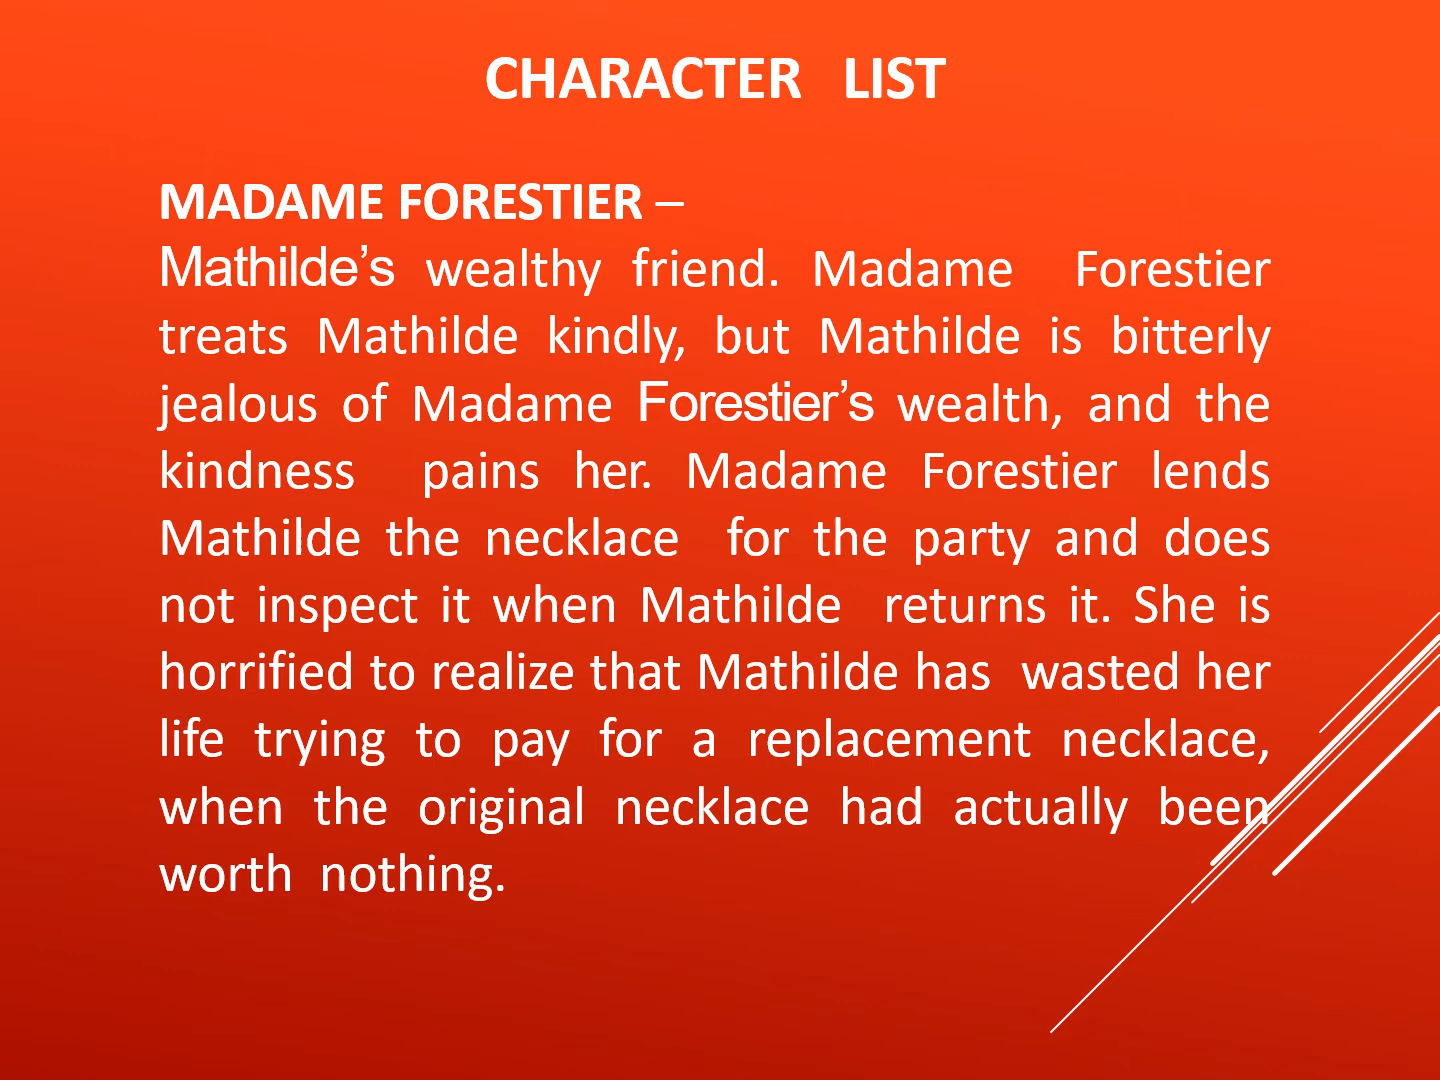 CHARACTER LIST
MADAME FORESTIER –
Mathilde’s wealthy friend. Madame Forestier
treats Mathilde kindly, but Mathilde is bitterly
jealous of Madame Forestier’s wealth, and the
kindness pains her. Madame Forestier lends
Mathilde the necklace for the party and does
not inspect it when Mathilde returns it. She is
horrified to realize that Mathilde has wasted her
life trying to pay for a replacement necklace,
when the original necklace had actually been
worth nothing.